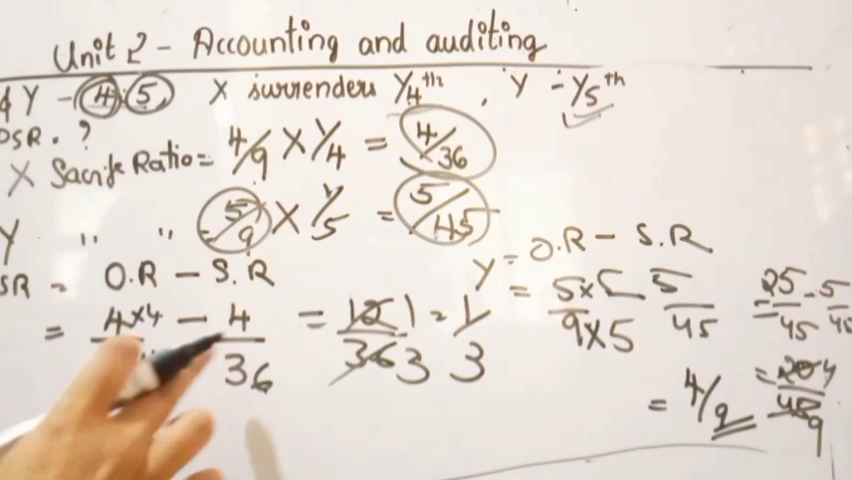 Unit 2 - Accounting and auditing
& Y - 4 5 X surrenders 1/4th , Y - 1/5th
OSR . ?
X Sacrife Ratio = 4/9 X 1/4 = 4/36
Y " " 5/9 X 1/5 = 5/45
SR = O.R - S.R
= 4x4 - 4/36 = 12/36 1/3 = 1/3
Y = O.R - S.R
= 5x5/9x5 5/45 = 25/45 - 5/45
= 20/45 4/9
= 4/9